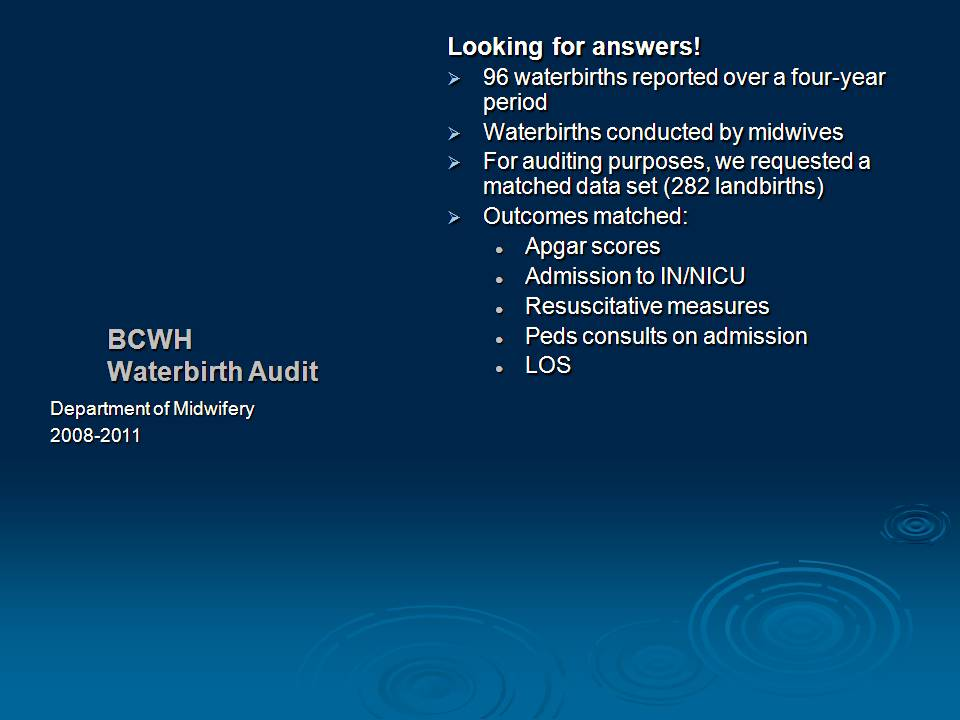 BCWH
Waterbirth Audit
Department of Midwifery
2008-2011
Looking for answers!
96 waterbirths reported over a four-year
period
Waterbirths conducted by midwives
For auditing purposes, we requested a
matched data set (282 landbirths)
Outcomes matched:
Apgar scores
Admission to IN/NICU
Resuscitative measures
Peds consults on admission
LOS